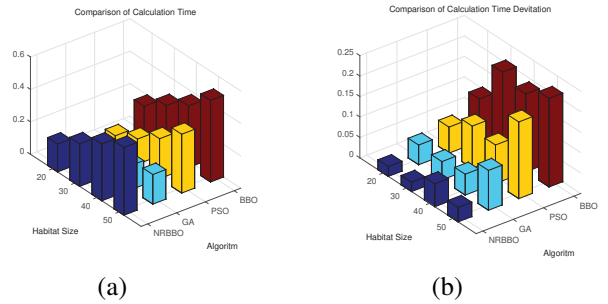 Comparison of Calculation Time
0.6
0.4
0.2
0
20
30
40
50
Habitat Size
NRBBO
GA
PSO
BBO
Algoritm
(a)
Comparison of Calculation Time Devitation
0.25
0.2
0.15
0.1
0.05
0
20
30
40
50
Habitat Size
NRBBO
GA
PSO
BBO
Algoritm
(b)